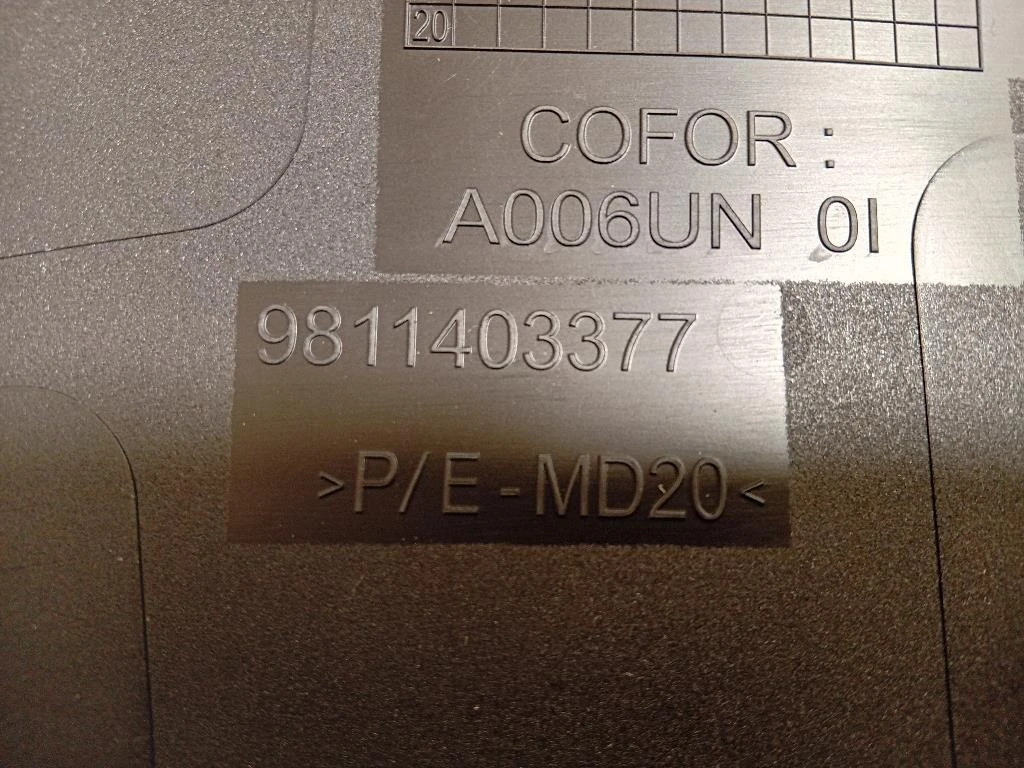 20
COFOR :
A006UN 0I
9811403377
>P/E-MD20<